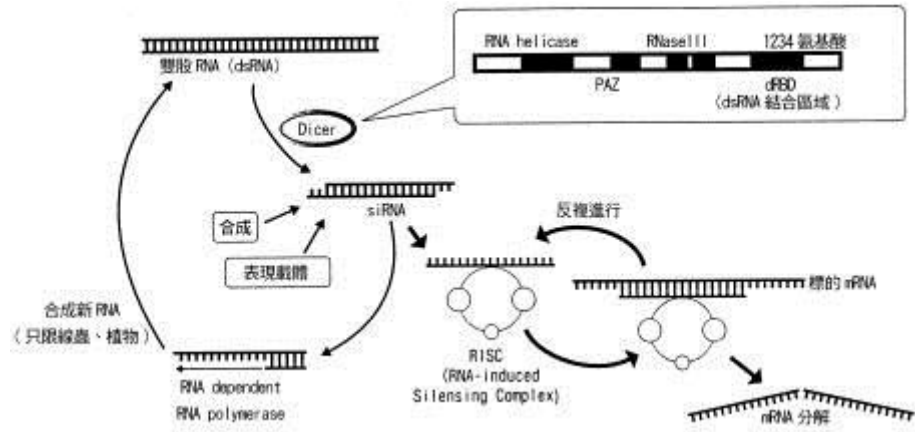 RNA helicase
RNaseIII
1234 氨基酸
PAZ
dRBD
(dsRNA 結合區域)
雙股 RNA (dsRNA)
Dicer
siRNA
合成
表現載體
反複進行
標的 mRNA
合成新 RNA
(只限線蟲、植物)
RNA dependent
RNA polymerase
RISC
(RNA-induced
Silensing Complex)
mRNA 分解